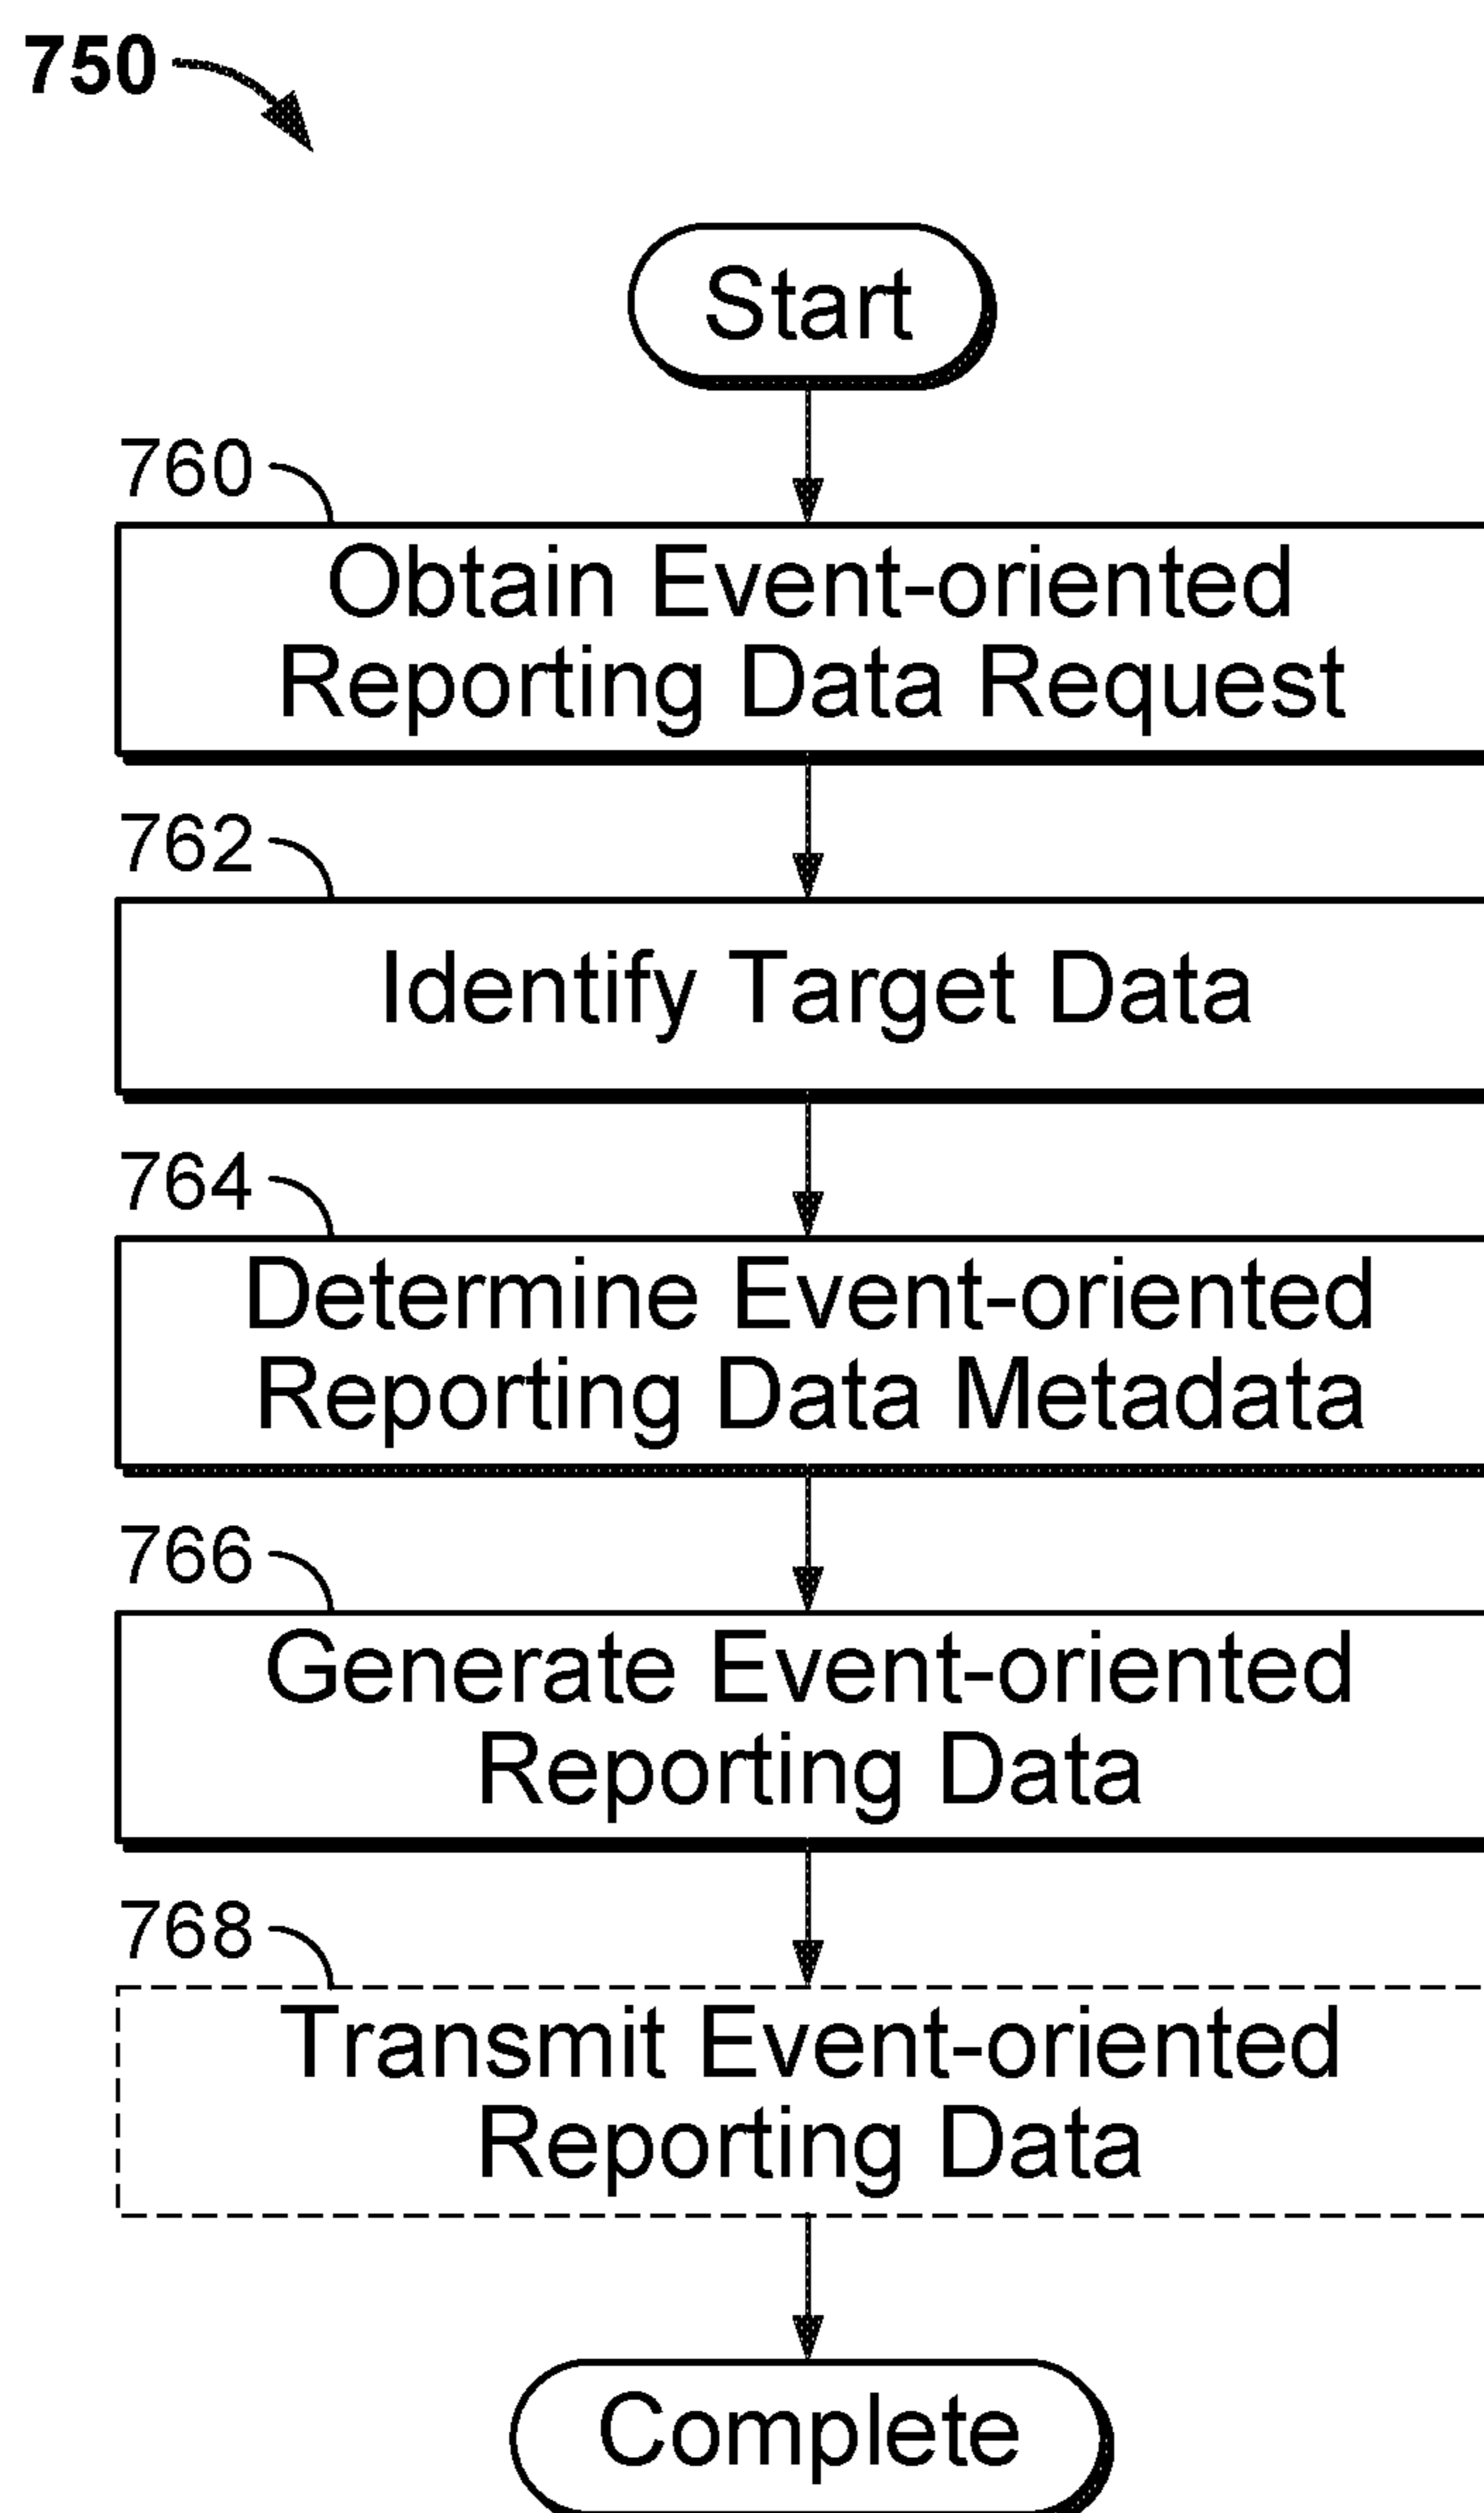 750
Start
760
Obtain Event-oriented
Reporting Data Request
762
Identify Target Data
764
Determine Event-oriented
Reporting Data Metadata
766
Generate Event-oriented
Reporting Data
768
Transmit Event-oriented
Reporting Data
Complete